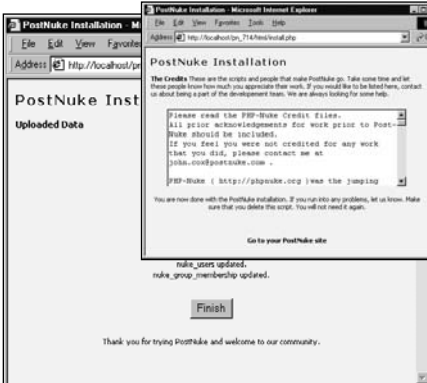 PostNuke Installation - M
File Edit View Favorites
Address http://localhost/pn
PostNuke Inst
Uploaded Data
nuke_users updated.
nuke_group_membership updated.
Finish
Thank you for trying PostNuke and welcome to our community.
PostNuke Installation - Microsoft Internet Explorer
File Edit View Favorites Tools Help
Address http://localhost/pn_714/html/install.php
PostNuke Installation
The Credits These are the scripts and people that make PostNuke go. Take some time and let
these people know how much you appreciate their work. If you would like to be listed here, contact
us about being a part of the developement team. We are always looking for some help.
Please read the PHP-Nuke Credit files.
All prior acknowledgements for work prior to Post-
Nuke should be included.
If you feel you were not credited for any work
that you did, please contact me at
john.cox@postnuke.com .
PHP-Nuke ( http://phpnuke.org )was the jumping
You are now done with the PostNuke installation. If you run into any problems, let us know. Make
sure that you delete this script. You will not need it again.
Go to your PostNuke site